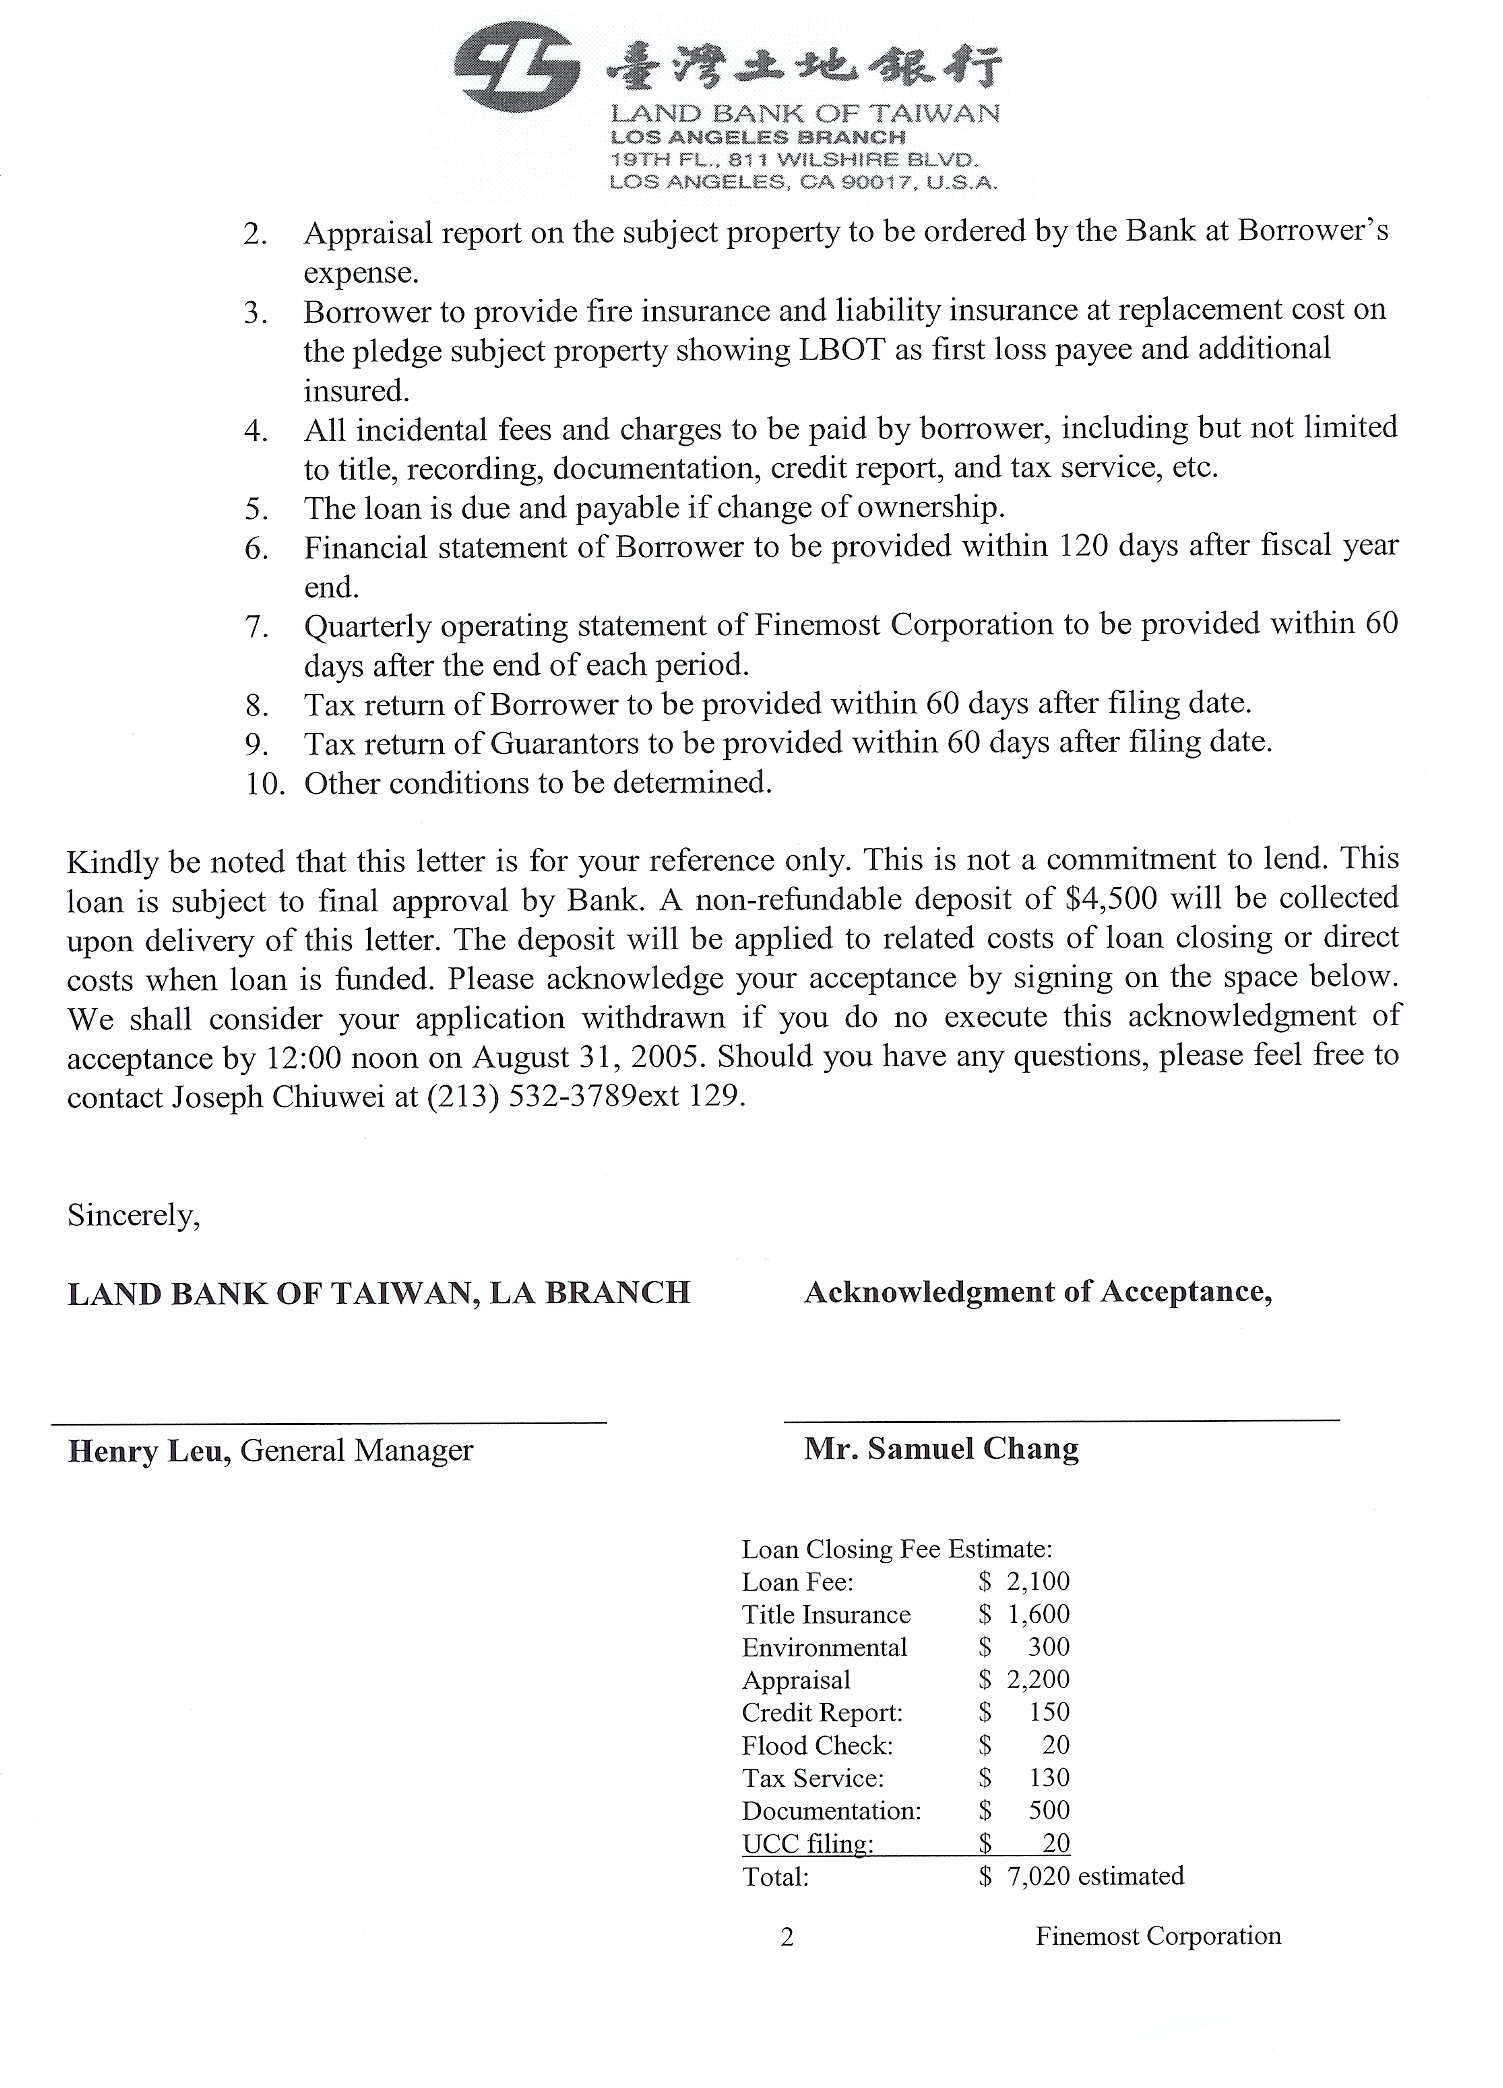 臺灣土地銀行
LAND BANK OF TAIWAN
LOS ANGELES BRANCH
19TH FL., 811 WILSHIRE BLVD.
LOS ANGELES, CA 90017, U.S.A.
2. Appraisal report on the subject property to be ordered by the Bank at Borrower's
expense.
3. Borrower to provide fire insurance and liability insurance at replacement cost on
the pledge subject property showing LBOT as first loss payee and additional
insured.
4. All incidental fees and charges to be paid by borrower, including but not limited
to title, recording, documentation, credit report, and tax service, etc.
5. The loan is due and payable if change of ownership.
6. Financial statement of Borrower to be provided within 120 days after fiscal year
end.
7. Quarterly operating statement of Finemost Corporation to be provided within 60
days after the end of each period.
8. Tax return of Borrower to be provided within 60 days after filing date.
9. Tax return of Guarantors to be provided within 60 days after filing date.
10. Other conditions to be determined.
Kindly be noted that this letter is for your reference only. This is not a commitment to lend. This
loan is subject to final approval by Bank. A non-refundable deposit of $4,500 will be collected
upon delivery of this letter. The deposit will be applied to related costs of loan closing or direct
costs when loan is funded. Please acknowledge your acceptance by signing on the space below.
We shall consider your application withdrawn if you do no execute this acknowledgment of
acceptance by 12:00 noon on August 31, 2005. Should you have any questions, please feel free to
contact Joseph Chiuwei at (213) 532-3789ext 129.
Sincerely,
LAND BANK OF TAIWAN, LA BRANCH Acknowledgment of Acceptance,
Henry Leu, General Manager Mr. Samuel Chang
Loan Closing Fee Estimate:
Loan Fee: $ 2,100
Title Insurance $ 1,600
Environmental $ 300
Appraisal $ 2,200
Credit Report: $ 150
Flood Check: $ 20
Tax Service: $ 130
Documentation: $ 500
UCC filing: $ 20
Total: $ 7,020 estimated
2 Finemost Corporation